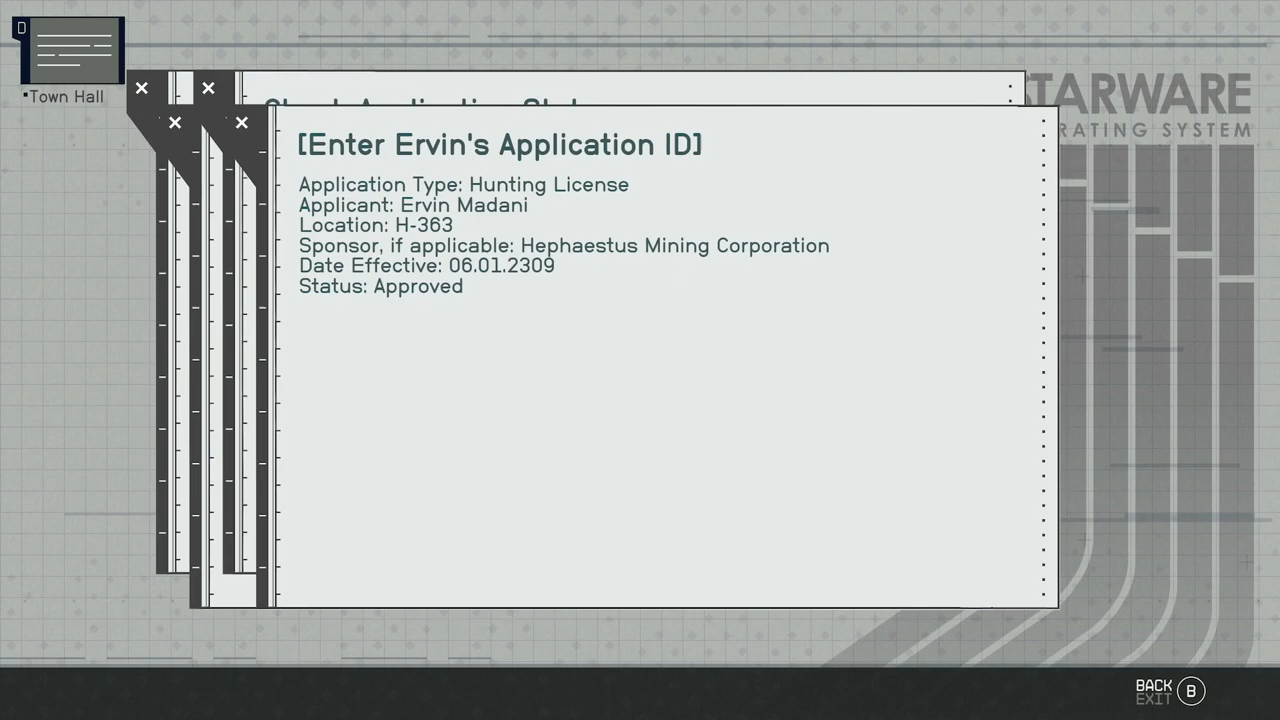 D
Town Hall
TARWARE
RATING SYSTEM
[Enter Ervin's Application ID]
Application Type: Hunting License
Applicant: Ervin Madani
Location: H-363
Sponsor, if applicable: Hephaestus Mining Corporation
Date Effective: 06.01.2309
Status: Approved
BACK
EXIT
B